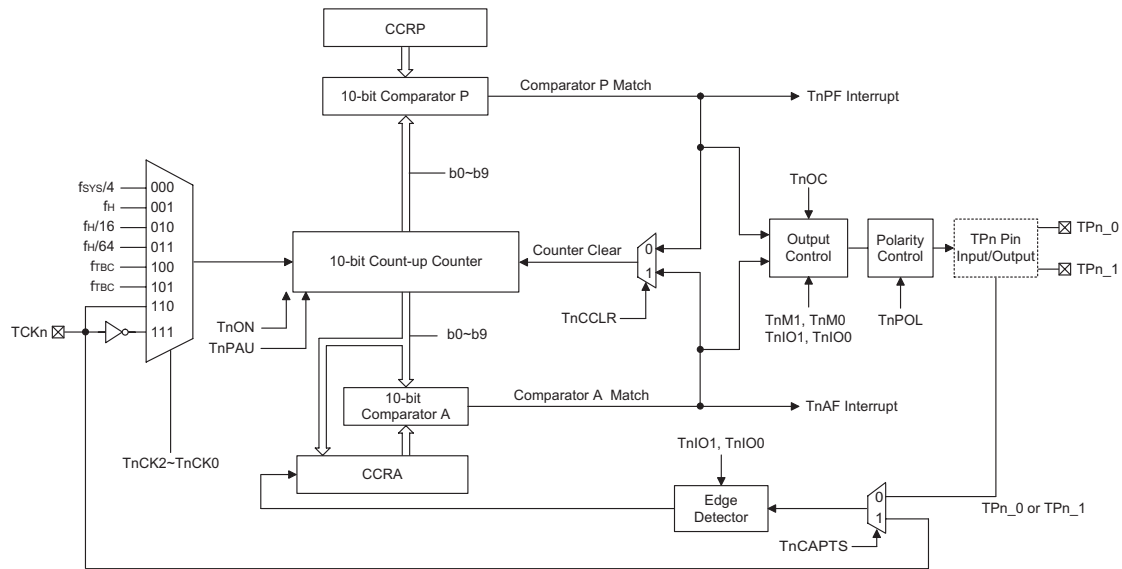 CCRP
10-bit Comparator P
Comparator P Match
TnPF Interrupt
b0~b9
fSYS/4
000
fH
001
fH/16
010
fH/64
011
fTBC
100
fTBC
101
110
TCKn
111
TnCK2~TnCK0
10-bit Count-up Counter
Counter Clear
0
1
TnCCLR
TnON
TnPAU
b0~b9
TnOC
Output
Control
TnM1, TnM0
TnIO1, TnIO0
Polarity
Control
TnPOL
TPn Pin
Input/Output
TPn_0
TPn_1
10-bit
Comparator A
Comparator A Match
TnAF Interrupt
CCRA
TnIO1, TnIO0
Edge
Detector
0
1
TnCAPTS
TPn_0 or TPn_1